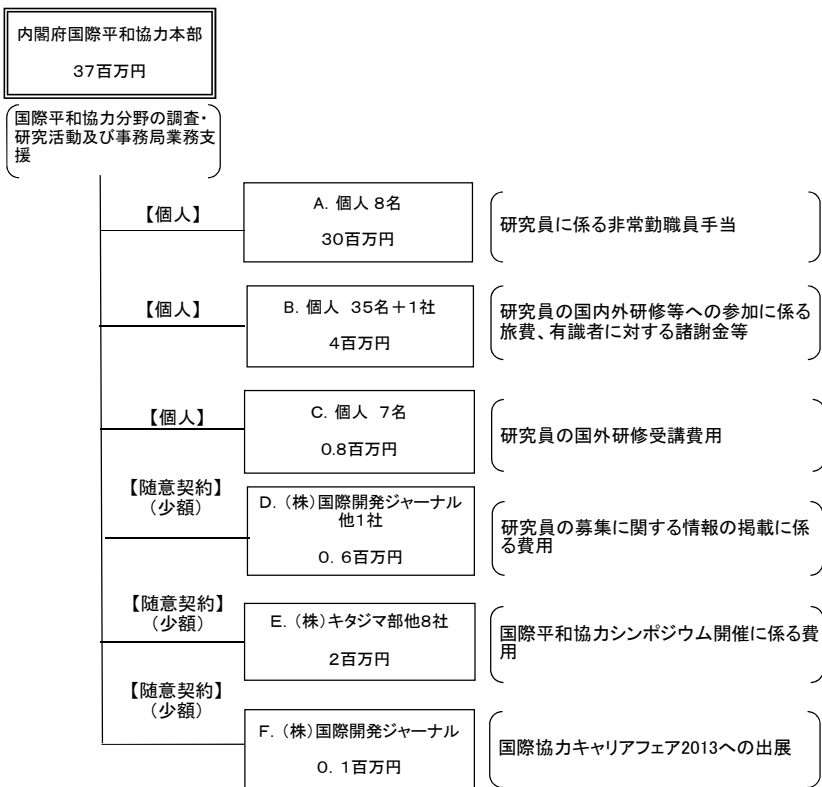 内閣府国際平和協力本部
37百万円
国際平和協力分野の調査・
研究活動及び事務局業務支
援
【個人】
A. 個人 8名
30百万円
研究員に係る非常勤職員手当
【個人】
B. 個人 35名＋1社
4百万円
研究員の国内外研修等への参加に係る
旅費、有識者に対する諸謝金等
【個人】
C. 個人 7名
0.8百万円
研究員の国外研修受講費用
【随意契約】
（少額）
D.（株）国際開発ジャーナル
他1社
0. 6百万円
研究員の募集に関する情報の掲載に係
る費用
【随意契約】
（少額）
E.（株）キタジマ部他8社
2百万円
国際平和協力シンポジウム開催に係る費
用
【随意契約】
（少額）
F.（株）国際開発ジャーナル
0. 1百万円
国際協力キャリアフェア2013への出展